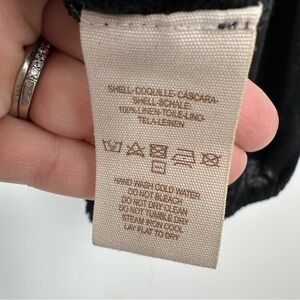 SHELL-COQUILLE-CÁSCARA-
SHELL-SCHALE:
100% LINEN-TOILE-LINO-
TELA-LEINEN
HAND WASH COLD WATER
DO NOT BLEACH
DO NOT DRY CLEAN
DO NOT TUMBLE DRY
STEAM IRON COOL
LAY FLAT TO DRY